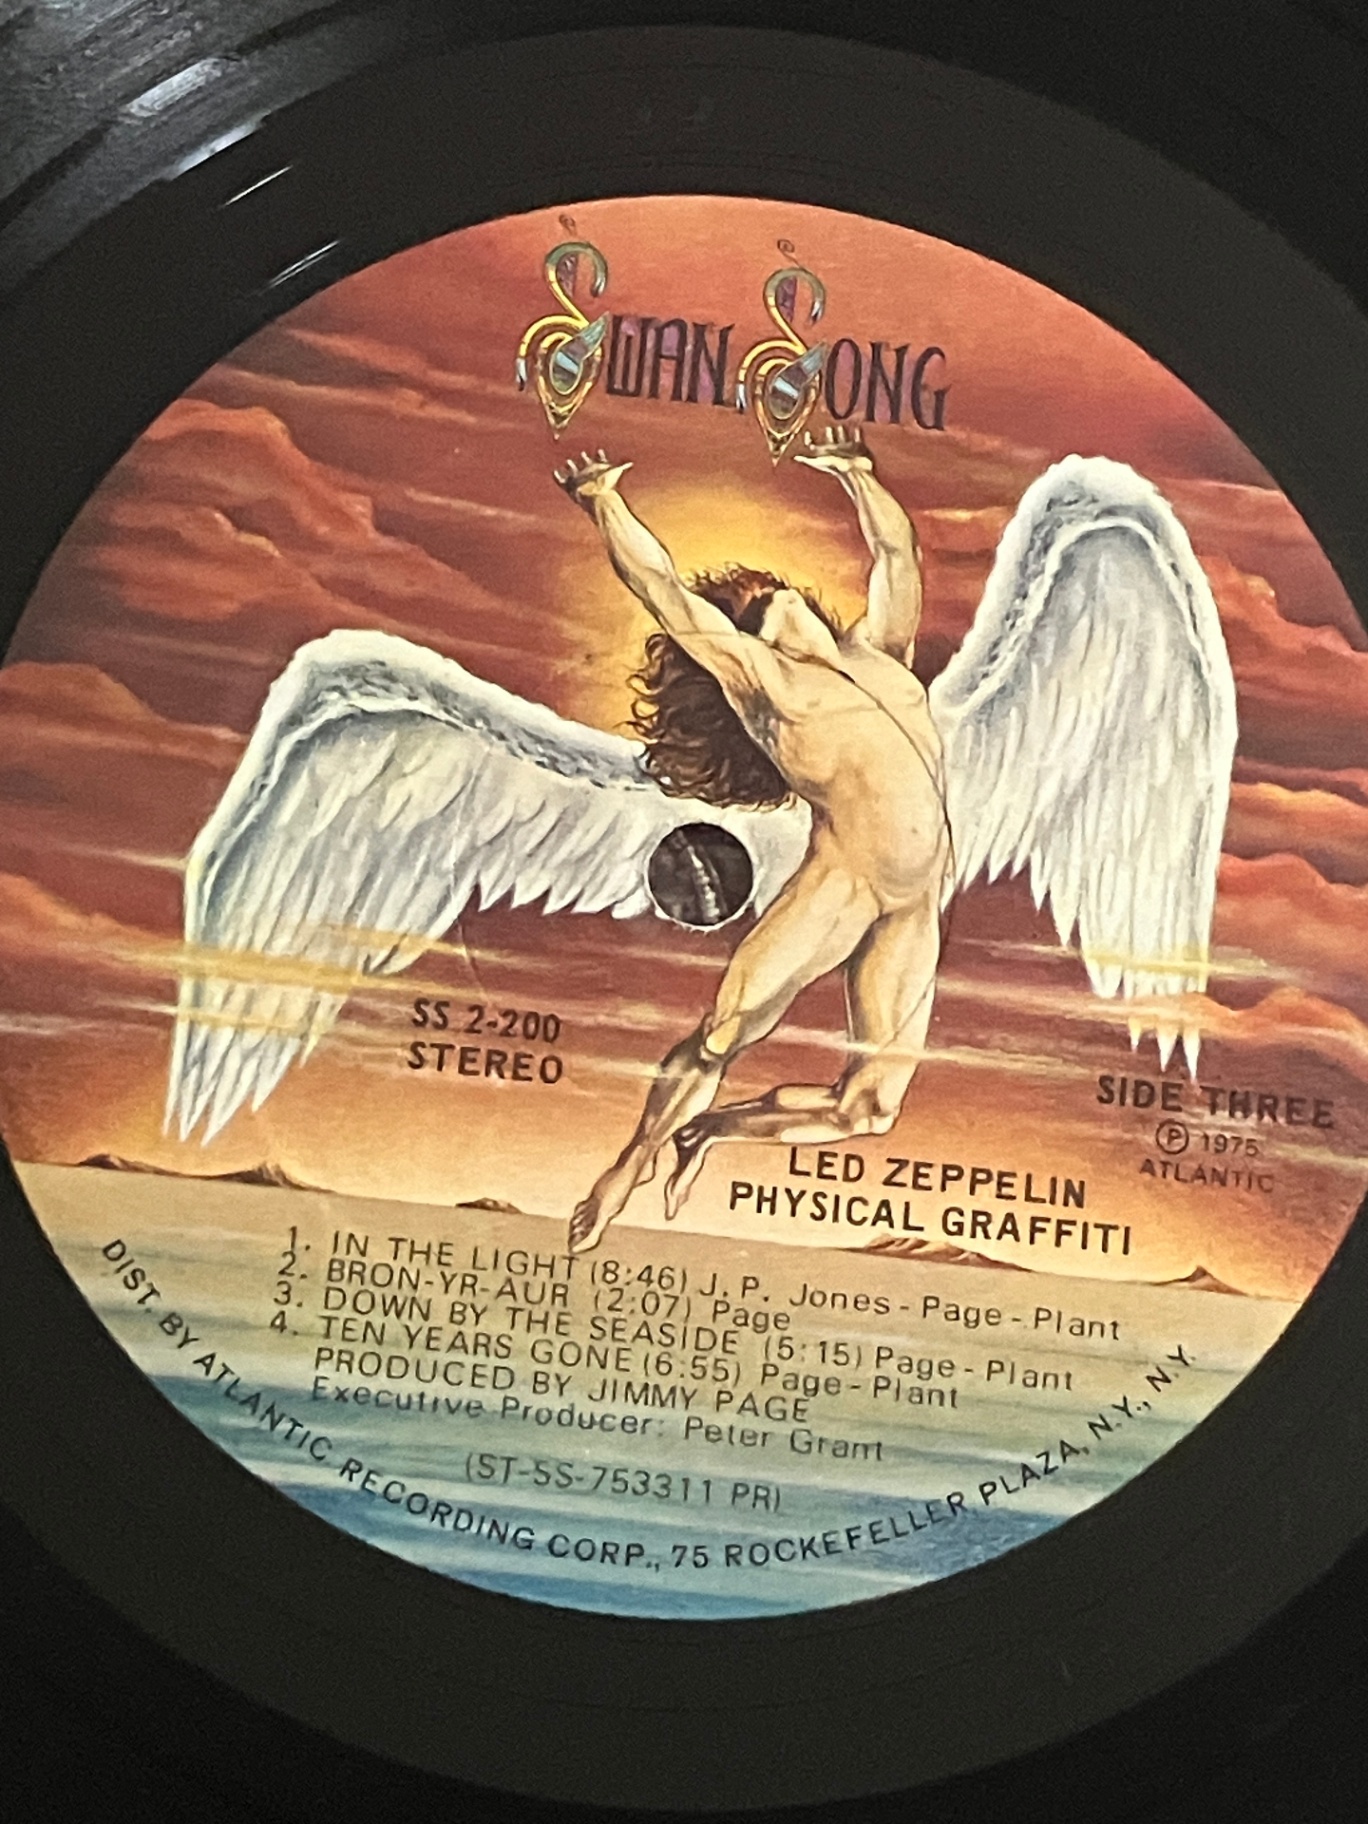 SWAN SONG
SS 2-200
STEREO
SIDE THREE
Ⓟ 1975
ATLANTIC
LED ZEPPELIN
PHYSICAL GRAFFITI
1. IN THE LIGHT (8:46) J. P. Jones - Page - Plant
2. BRON-YR-AUR (2:07) Page
3. DOWN BY THE SEASIDE (5:15) Page - Plant
4. TEN YEARS GONE (6:55) Page - Plant
PRODUCED BY JIMMY PAGE
Executive Producer: Peter Grant
(ST-SS-753311 PR)
DIST. BY ATLANTIC RECORDING CORP., 75 ROCKEFELLER PLAZA, N.Y., N.Y.